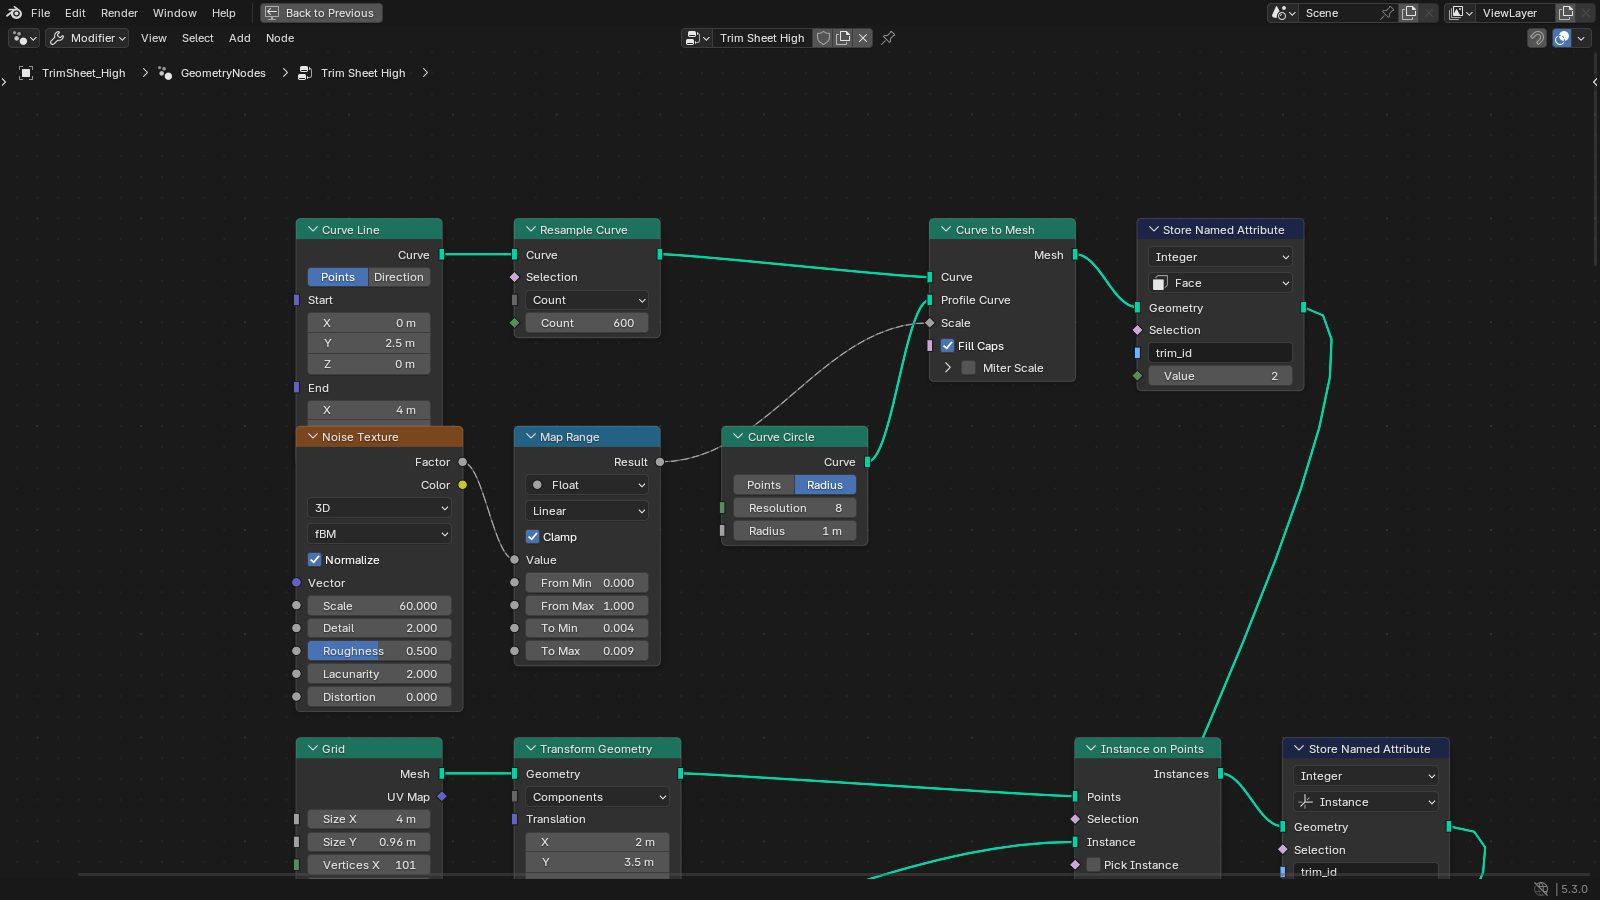 File Edit Render Window Help Back to Previous Scene ViewLayer
Modifier View Select Add Node Trim Sheet High
TrimSheet_High GeometryNodes Trim Sheet High
Curve Line
Curve
Points Direction
Start
X 0 m
Y 2.5 m
Z 0 m
End
X 4 m
Resample Curve
Curve
Selection
Count
Count 600
Curve to Mesh
Mesh
Curve
Profile Curve
Scale
Fill Caps
Miter Scale
Store Named Attribute
Integer
Face
Geometry
Selection
trim_id
Value 2
Noise Texture
Factor
Color
3D
fBM
Normalize
Vector
Scale 60.000
Detail 2.000
Roughness 0.500
Lacunarity 2.000
Distortion 0.000
Map Range
Result
Float
Linear
Clamp
Value
From Min 0.000
From Max 1.000
To Min 0.004
To Max 0.009
Curve Circle
Curve
Points Radius
Resolution 8
Radius 1 m
Grid
Mesh
UV Map
Size X 4 m
Size Y 0.96 m
Vertices X 101
Transform Geometry
Geometry
Components
Translation
X 2 m
Y 3.5 m
Instance on Points
Instances
Points
Selection
Instance
Pick Instance
Store Named Attribute
Integer
Instance
Geometry
Selection
trim_id
5.3.0